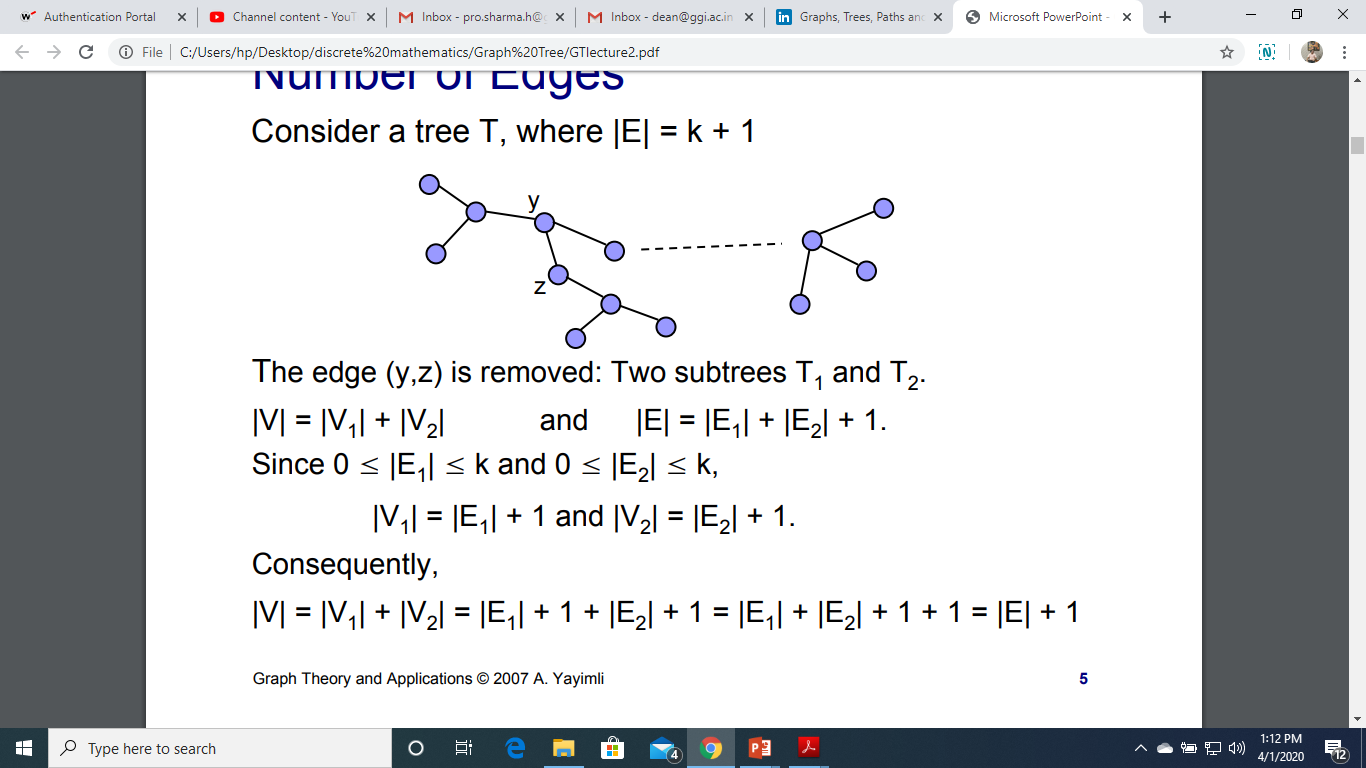 Authentication Portal
Channel content - YouT
Inbox - pro.sharma.h@g
Inbox - dean@ggi.ac.in
Graphs, Trees, Paths and
Microsoft PowerPoint -
File
C:/Users/hp/Desktop/discrete%20mathematics/Graph%20Tree/GTlecture2.pdf
Number of Edges
Consider a tree T, where |E| = k + 1
y
z
The edge (y,z) is removed: Two subtrees T₁ and T₂.
|V| = |V₁| + |V₂| and |E| = |E₁| + |E₂| + 1.
Since 0 ≤ |E₁| ≤ k and 0 ≤ |E₂| ≤ k,
|V₁| = |E₁| + 1 and |V₂| = |E₂| + 1.
Consequently,
|V| = |V₁| + |V₂| = |E₁| + 1 + |E₂| + 1 = |E₁| + |E₂| + 1 + 1 = |E| + 1
Graph Theory and Applications © 2007 A. Yayimli
5
Type here to search
4
1:12 PM
4/1/2020
12